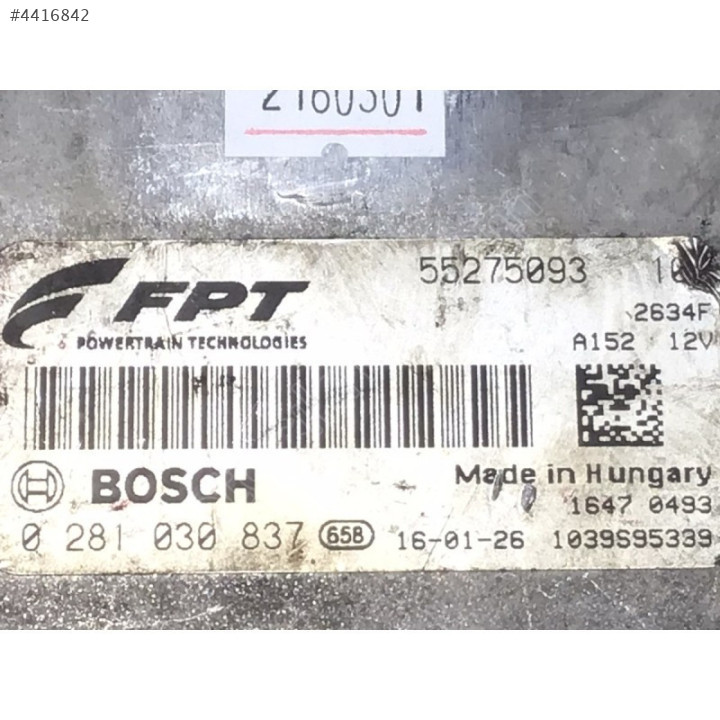 #4416842
2160301
FPT
55275093
2634F
POWERTRAIN TECHNOLOGIES
A152 12V
BOSCH
Made in Hungary
1647 0493
0 281 030 837 65B 16-01-26 1039S95339